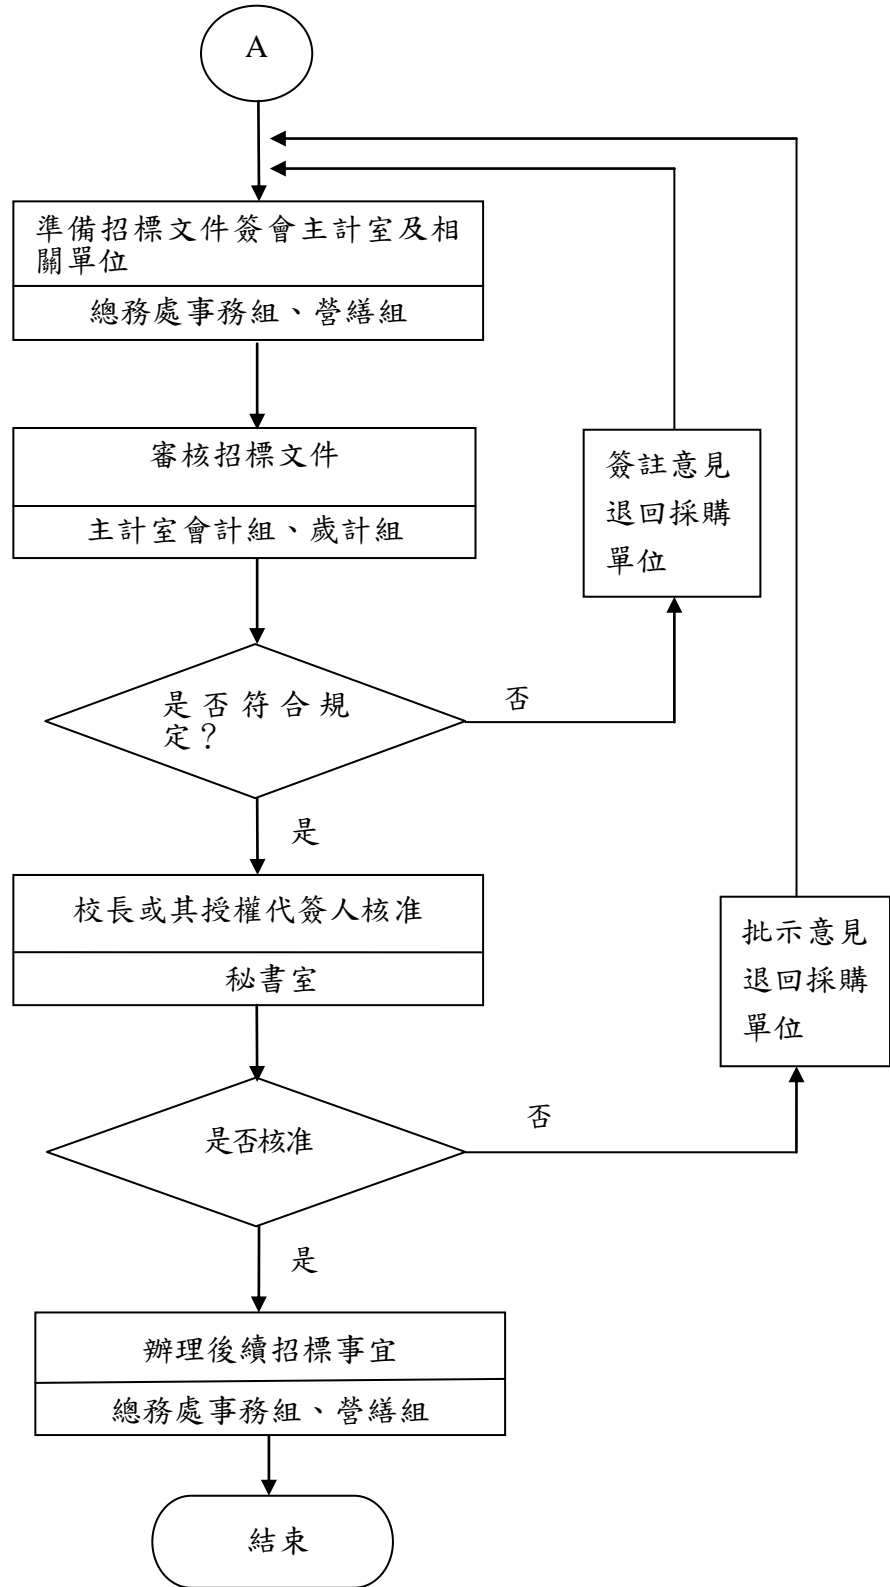 A
準備招標文件簽會主計室及相
關單位
總務處事務組、營繕組
審核招標文件
主計室會計組、歲計組
簽註意見
退回採購
單位
是否符合規
定？
否
是
校長或其授權代簽人核准
秘書室
批示意見
退回採購
單位
是否核准
否
是
辦理後續招標事宜
總務處事務組、營繕組
結束